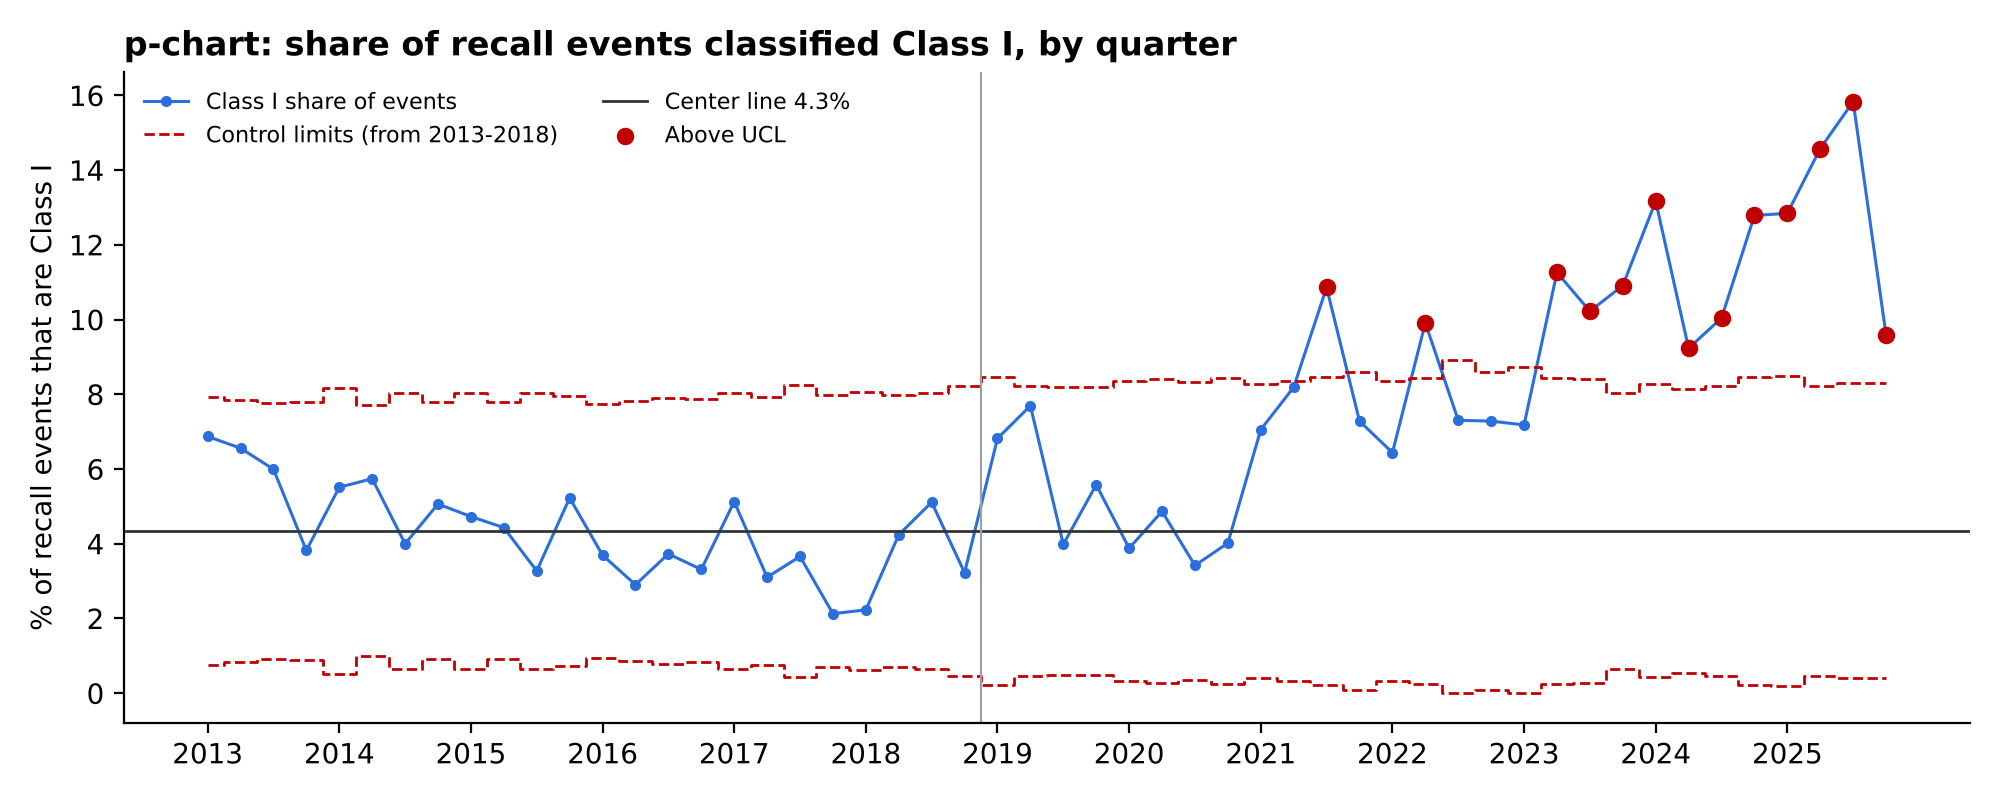 p-chart: share of recall events classified Class I, by quarter
Class I share of events
Control limits (from 2013-2018)
Center line 4.3%
Above UCL
% of recall events that are Class I
16
14
12
10
8
6
4
2
0
2013 2014 2015 2016 2017 2018 2019 2020 2021 2022 2023 2024 2025